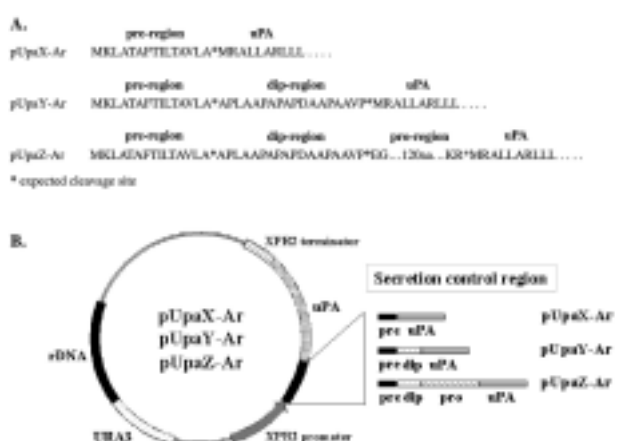 A.
pre-region uPA
pUpaX-Ar MKLATAFTILTAVLA*MRALLARLLL.....
pre-region dip-region uPA
pUpaY-Ar MKLATAFTILTAVLA*APLAAPAPAPDAAPAAVP*MRALLARLLL.....
pre-region dip-region pre-region uPA
pUpaZ-Ar MKLATAFTILTAVLA*APLAAPAPAPDAAPAAVP*EG...120aa...KR*MRALLARLLL.....
* expected cleavage site
B.
XPR2 terminator
Secretion control region
uPA
pUpaX-Ar
pUpaY-Ar
pUpaZ-Ar
pUpaX-Ar
pre uPA
pUpaY-Ar
pre dip uPA
pUpaZ-Ar
pre dip pro uPA
rDNA
URA3
XPR2 promoter